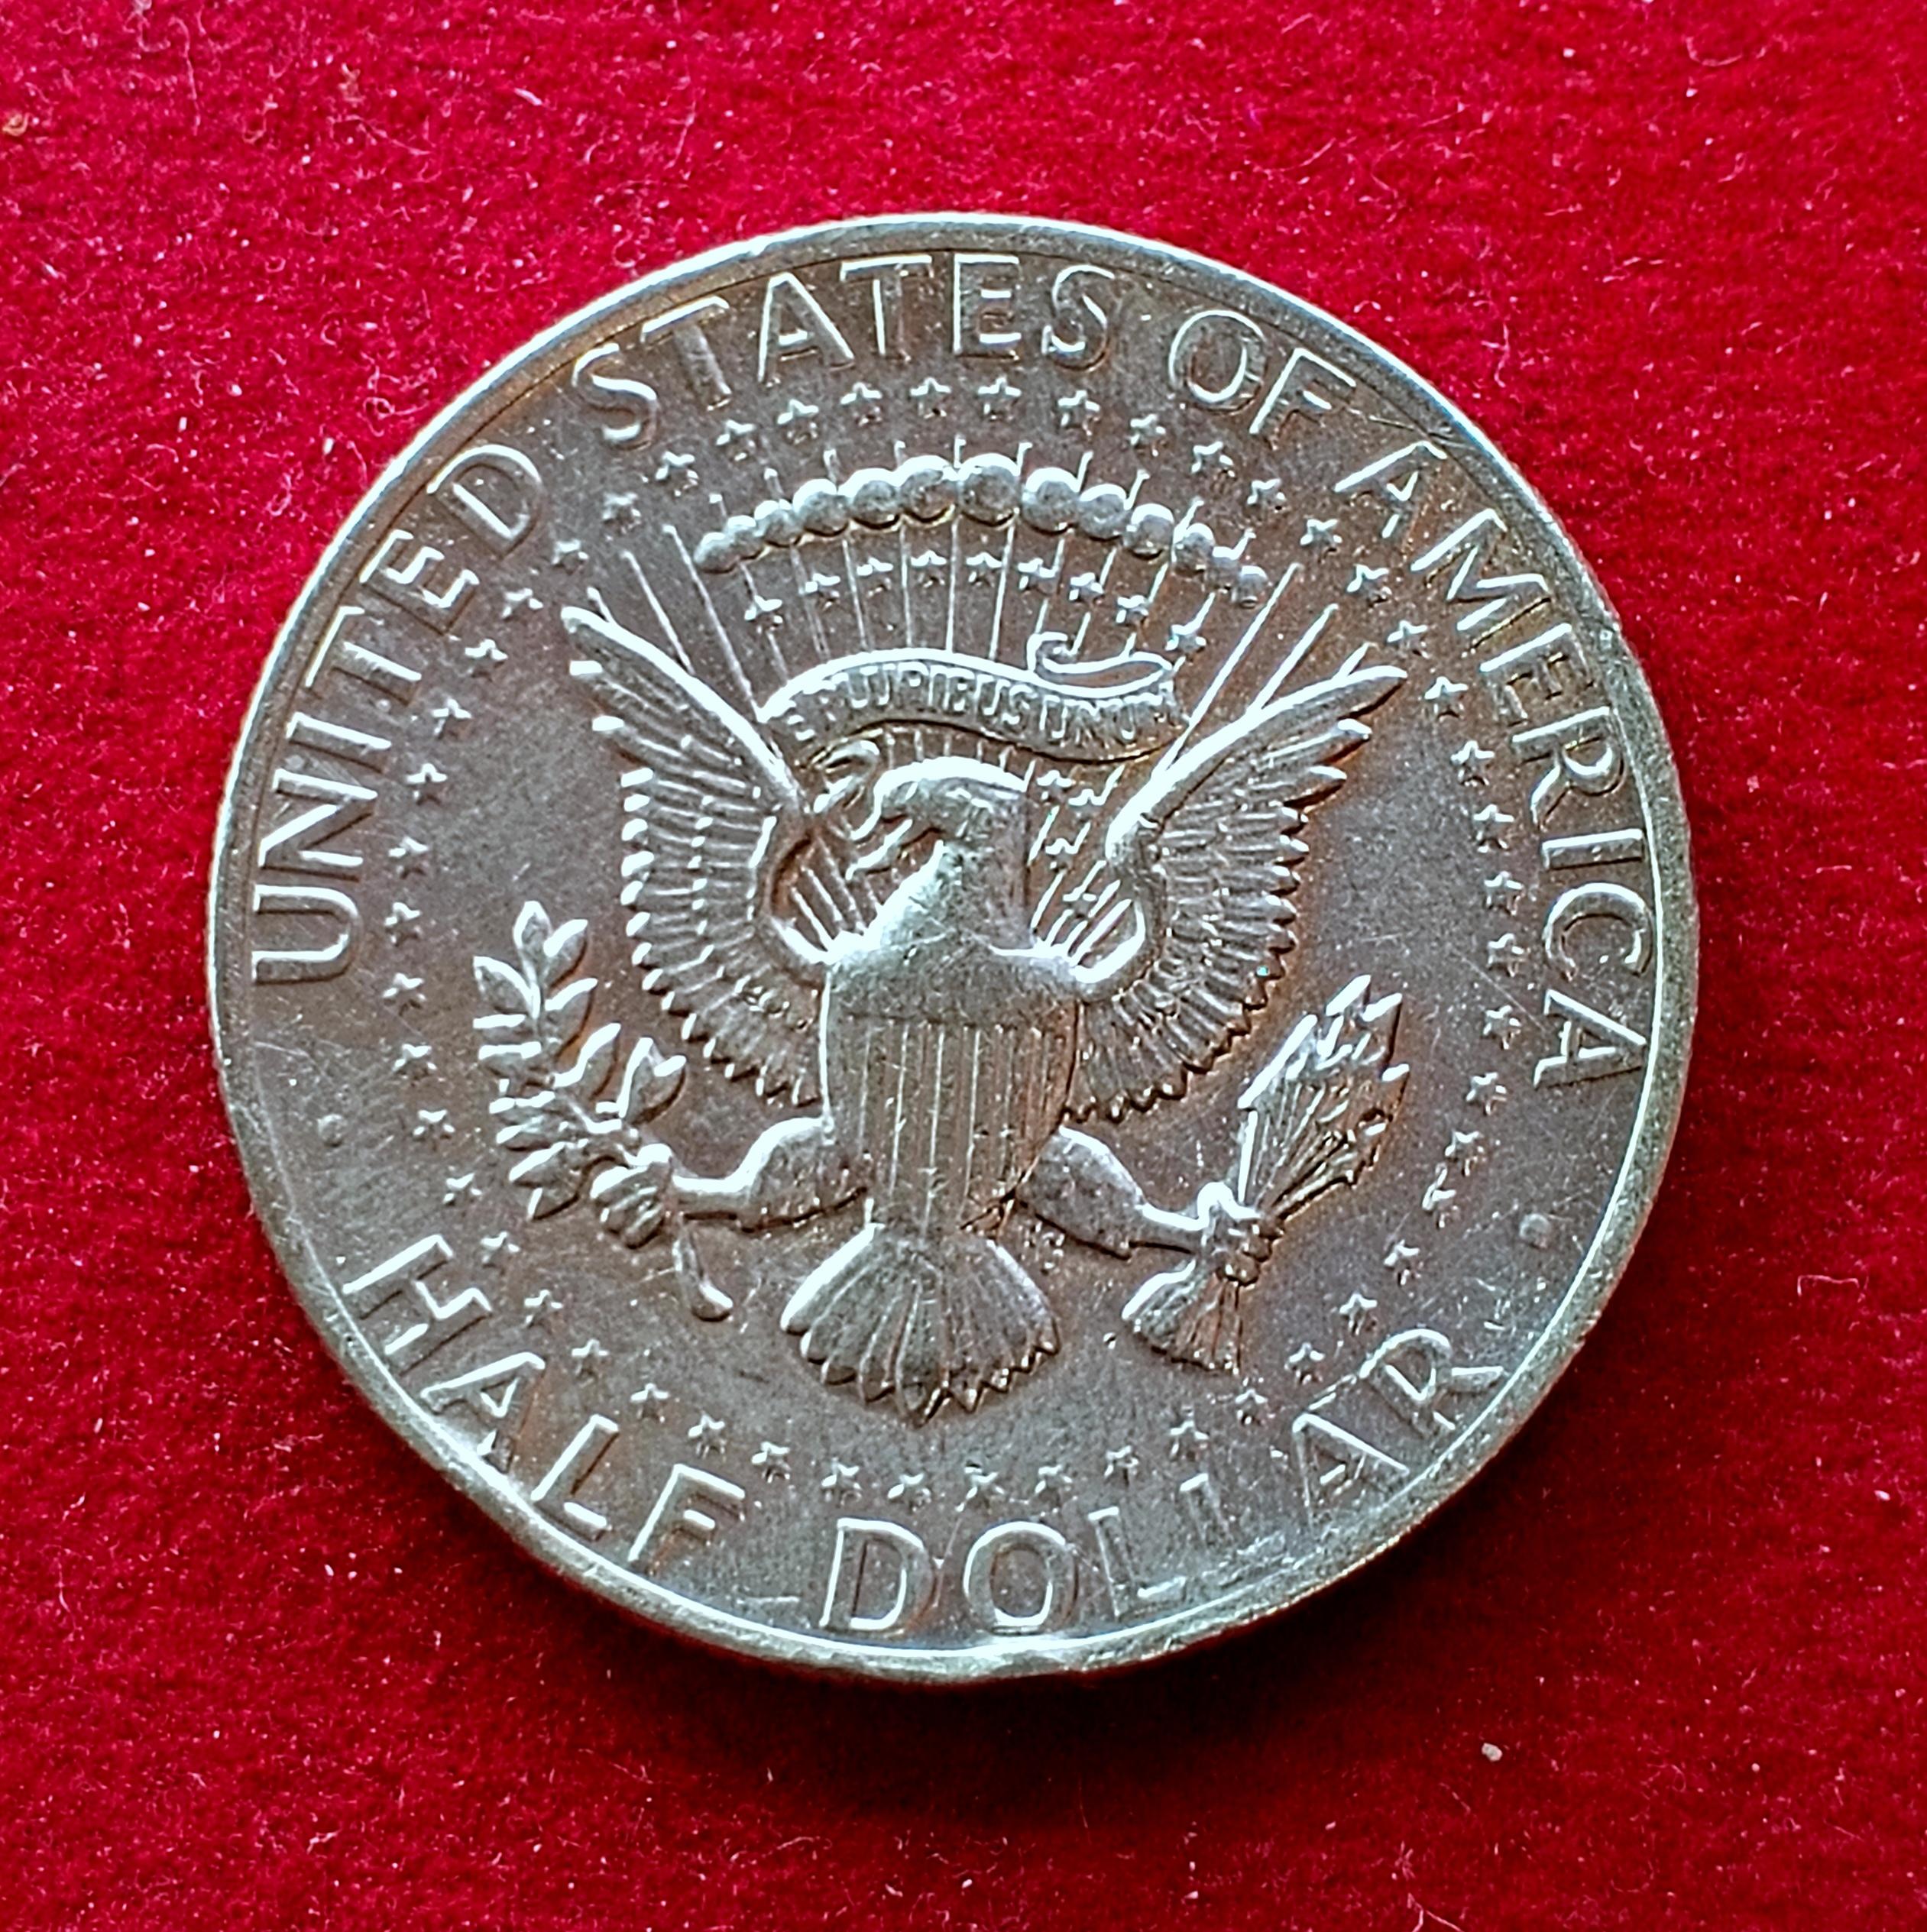 UNITED STATES OF AMERICA
E PLURIBUS UNUM
HALF DOLLAR